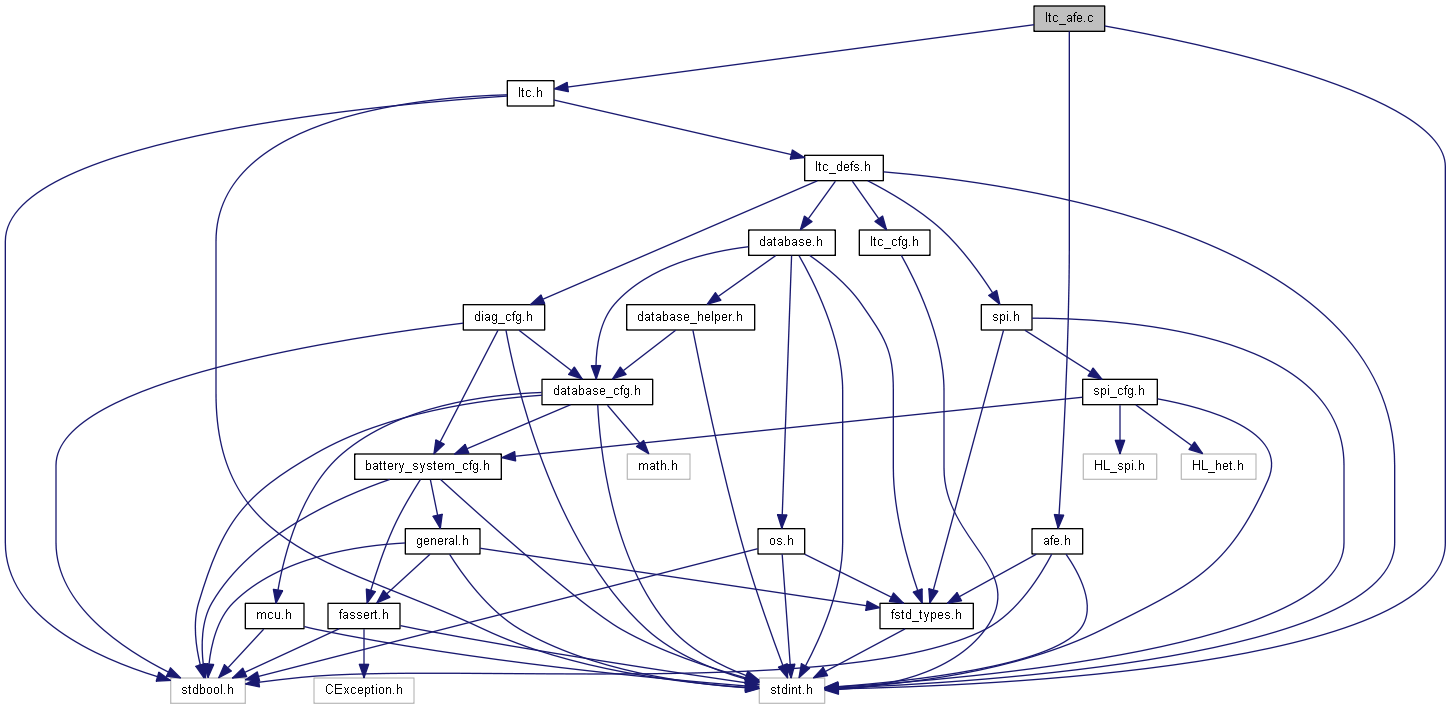 ltc_afe.c
ltc.h
ltc_defs.h
database.h
ltc_cfg.h
diag_cfg.h
database_helper.h
spi.h
database_cfg.h
spi_cfg.h
battery_system_cfg.h
math.h
HL_spi.h
HL_het.h
general.h
os.h
afe.h
mcu.h
fassert.h
fstd_types.h
stdbool.h
CException.h
stdint.h